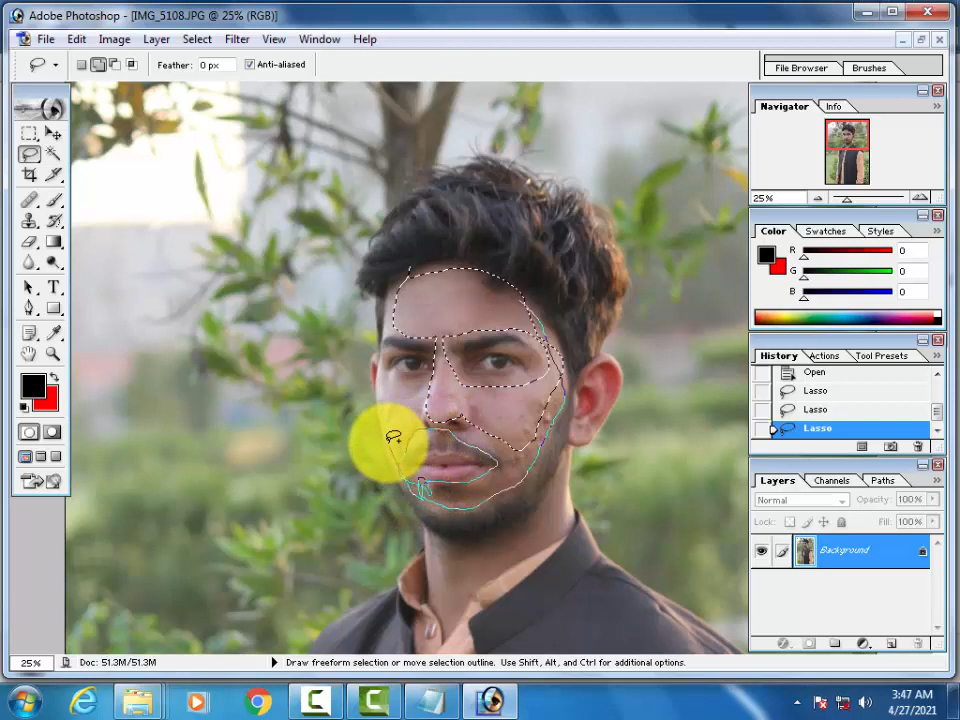 Adobe Photoshop - [IMG_5108.JPG @ 25% (RGB)]
File Edit Image Layer Select Filter View Window Help
Feather: 0 px Anti-aliased
File Browser Brushes
Navigator Info
25%
Color Swatches Styles
R 0
G 0
B 0
History Actions Tool Presets
Open
Lasso
Lasso
Lasso
Layers Channels Paths
Normal Opacity: 100%
Lock: Fill: 100%
Background
25% Doc: 51.3M/51.3M Draw freeform selection or move selection outline. Use Shift, Alt, and Ctrl for additional options.
3:47 AM
4/27/2021